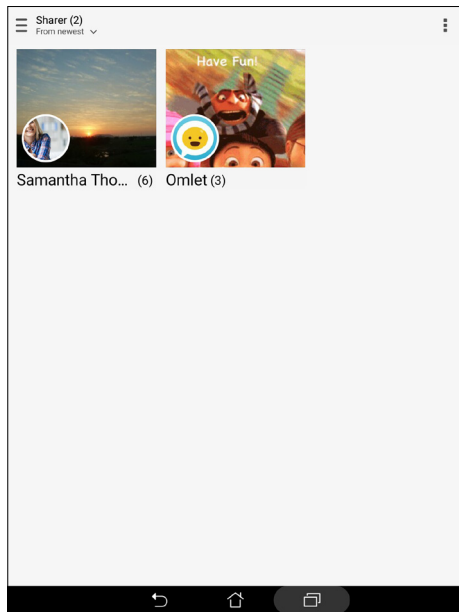 Sharer (2)
From newest
Have Fun!
Samantha Tho... (6)
Omlet (3)